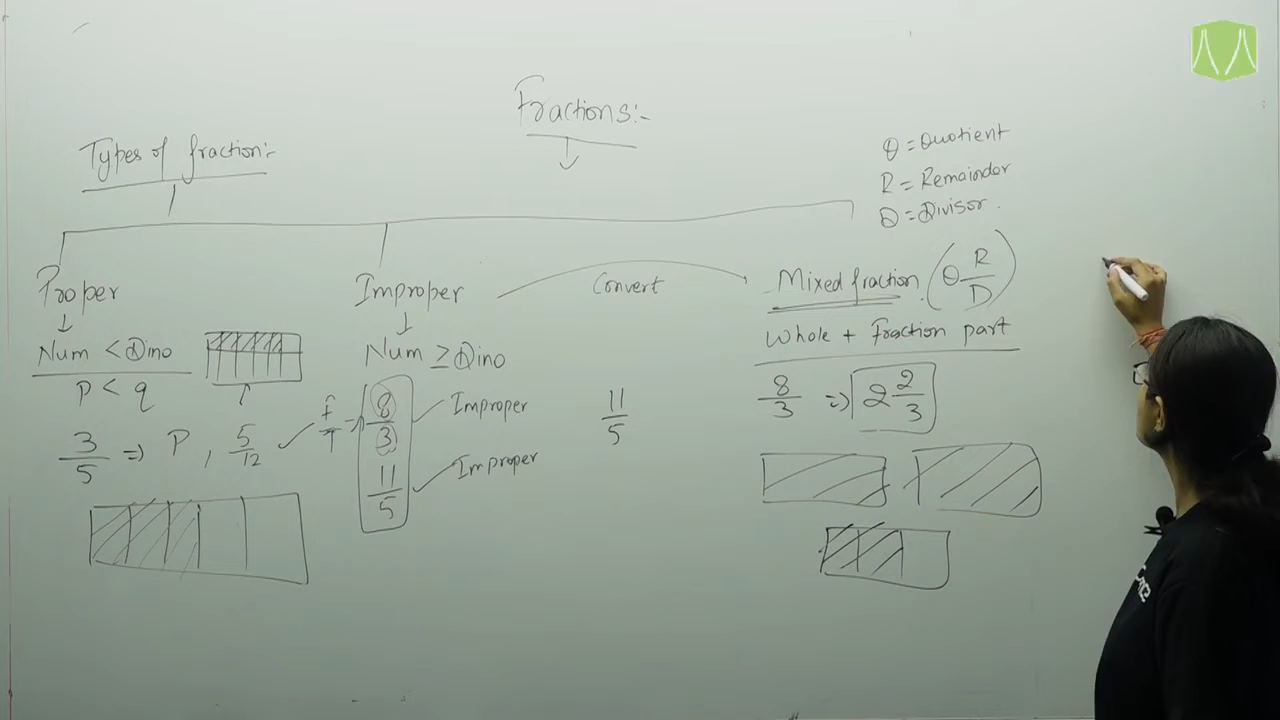 Fractions:-
Types of fraction:-
Q = Quotient
R = Remainder
D = Divisor.
Proper
Num < Dino
P < q
3/5 => P, 5/12
Improper
Num ≥ Dino
8/3
Improper
11/5
Improper
Convert
11/5
Mixed fraction. (Q R/D)
Whole + fraction part
8/3 => 2 2/3